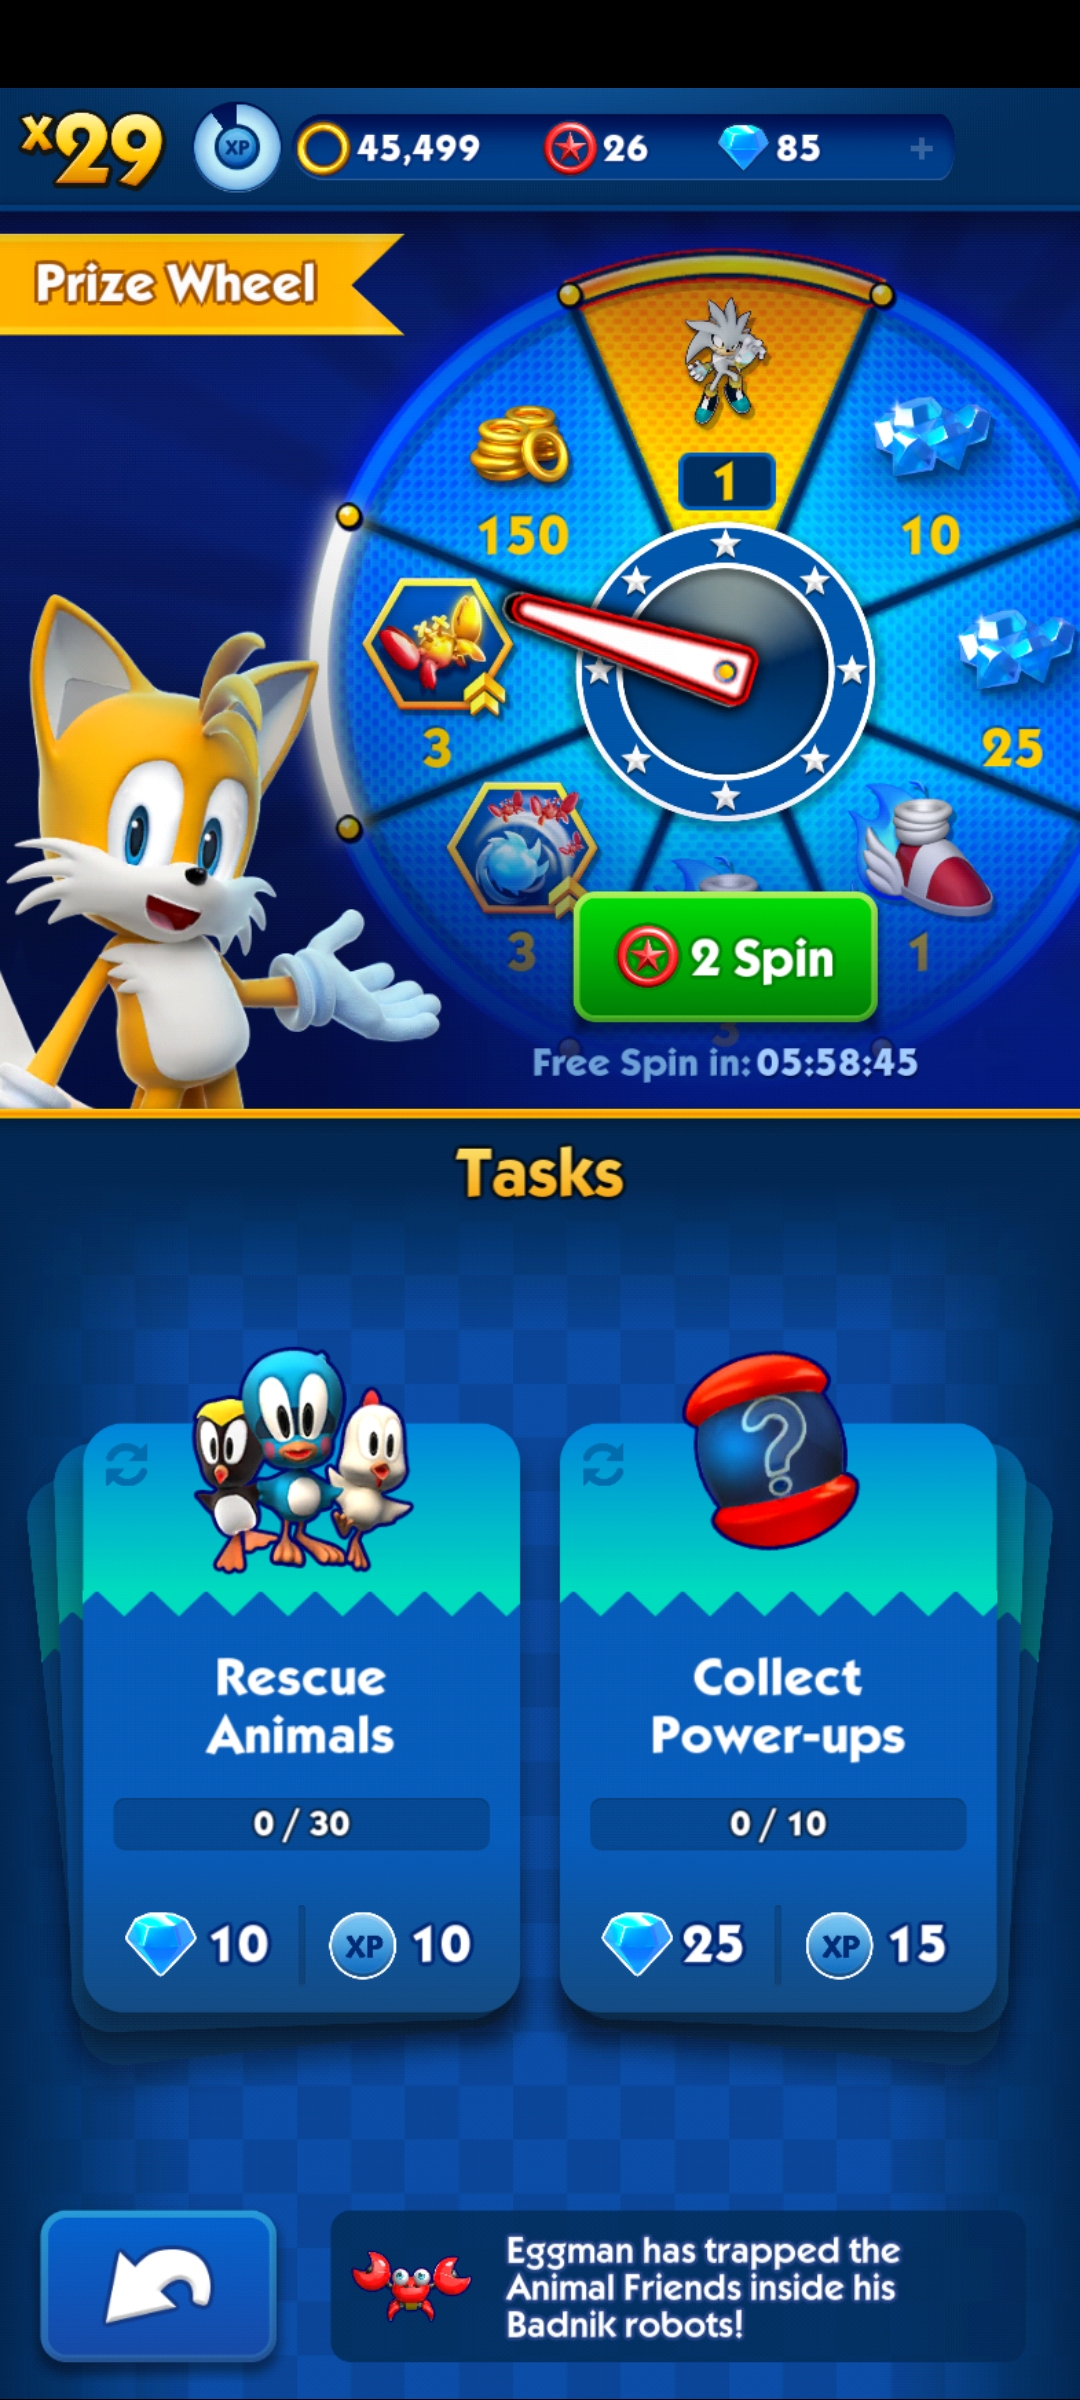 x29
XP
45,499
26
85
+
Prize Wheel
1
150
10
3
25
3
1
2 Spin
3
Free Spin in: 05:58:45
Tasks
?
Rescue
Animals
0 / 30
10
XP
10
Collect
Power-ups
0 / 10
25
XP
15
Eggman has trapped the
Animal Friends inside his
Badnik robots!